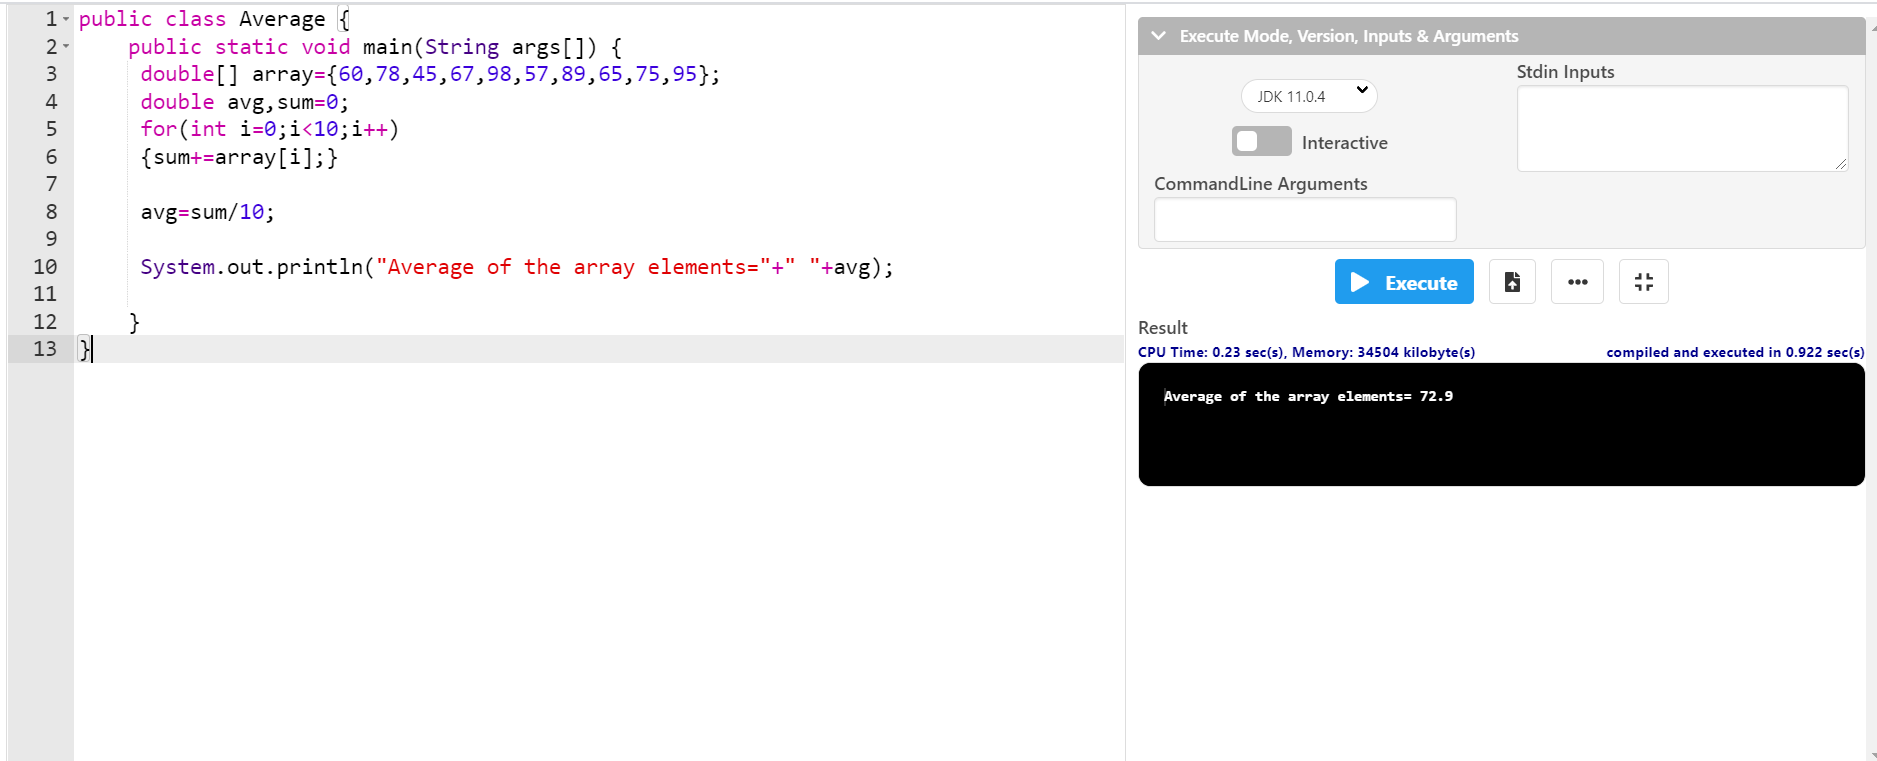 1 public class Average {
2 public static void main(String args[]) {
3 double[] array={60,78,45,67,98,57,89,65,75,95};
4 double avg,sum=0;
5 for(int i=0;i<10;i++)
6 {sum+=array[i];}
7
8 avg=sum/10;
9
10 System.out.println("Average of the array elements="+" "+avg);
11
12 }
13 }
Execute Mode, Version, Inputs & Arguments
JDK 11.0.4
Stdin Inputs
Interactive
CommandLine Arguments
Execute
Result
CPU Time: 0.23 sec(s), Memory: 34504 kilobyte(s)
compiled and executed in 0.922 sec(s)
Average of the array elements= 72.9